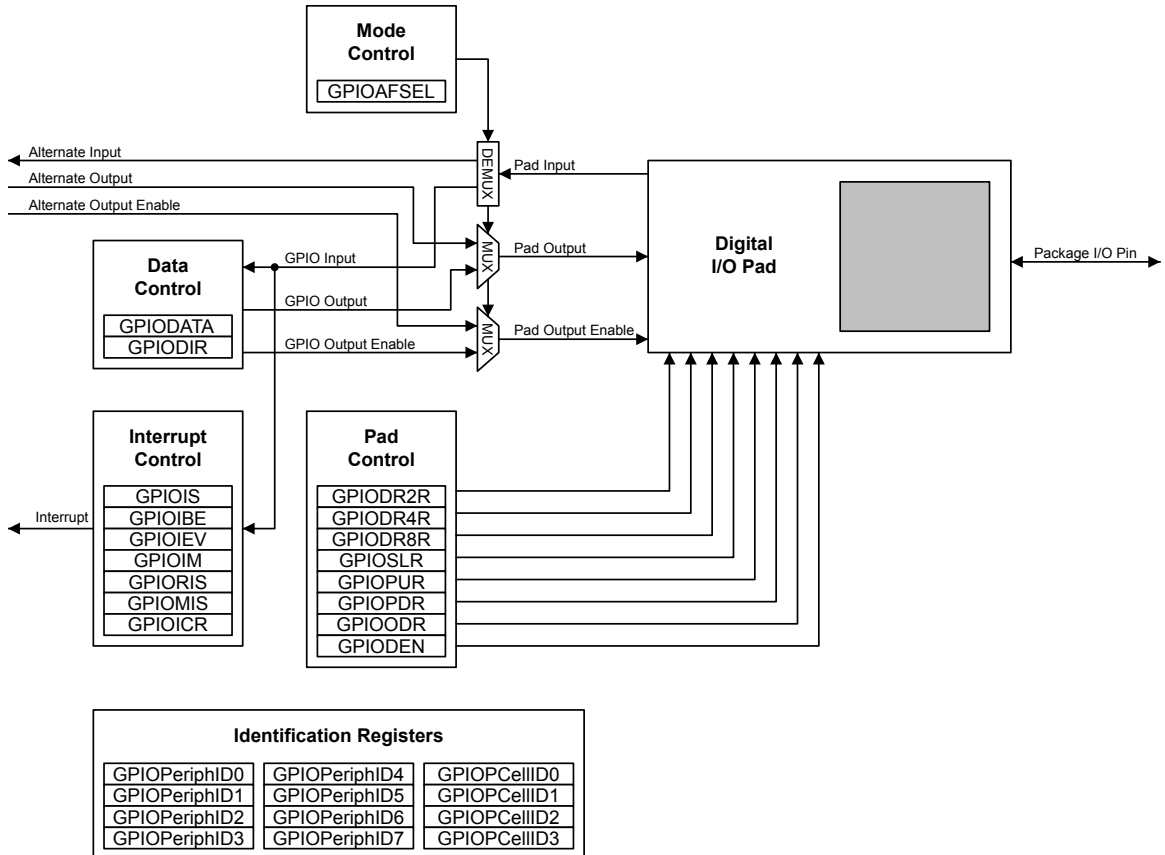 Mode
Control
GPIOAFSEL
Alternate Input
Alternate Output
Alternate Output Enable
DEMUX
Pad Input
MUX
Pad Output
MUX
Pad Output Enable
Digital
I/O Pad
Package I/O Pin
Data
Control
GPIODATA
GPIODIR
GPIO Input
GPIO Output
GPIO Output Enable
Interrupt
Control
GPIOIS
GPIOIBE
GPIOIEV
GPIOIM
GPIORIS
GPIOMIS
GPIOICR
Interrupt
Pad
Control
GPIODR2R
GPIODR4R
GPIODR8R
GPIOSLR
GPIOPUR
GPIOPDR
GPIOODR
GPIODEN
Identification Registers
GPIOPeriphID0
GPIOPeriphID1
GPIOPeriphID2
GPIOPeriphID3
GPIOPeriphID4
GPIOPeriphID5
GPIOPeriphID6
GPIOPeriphID7
GPIOPCellID0
GPIOPCellID1
GPIOPCellID2
GPIOPCellID3